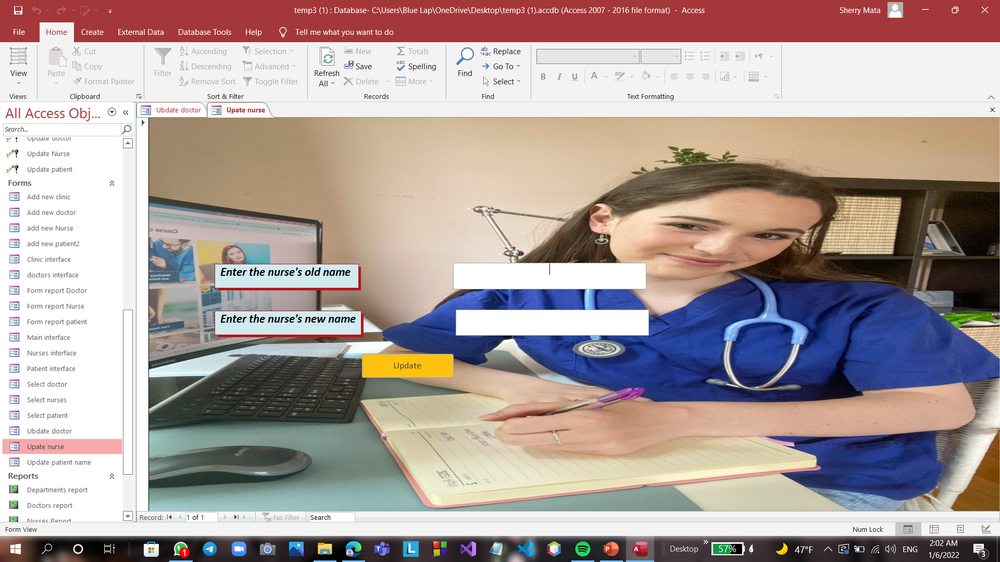 temp3 (1) : Database- C:\Users\Blue Lap\OneDrive\Desktop\temp3 (1).accdb (Access 2007 - 2016 file format) - Access
Sherry Mata
File Home Create External Data Database Tools Help Tell me what you want to do
View
Views
Paste
Cut
Copy
Format Painter
Clipboard
Filter
Ascending
Descending
Remove Sort
Selection
Advanced
Toggle Filter
Sort & Filter
Refresh All
New
Save
Delete
Totals
Spelling
More
Records
Find
Replace
Go To
Select
Find
B I U A
Text Formatting
All Access Obj...
Search...
Update doctor
Update Nurse
Update patient
Forms
Add new clinic
Add new doctor
add new Nurse
add new patient2
Clinic interface
doctors interface
Form report Doctor
Form report Nurse
Form report patient
Main interface
Nurses interface
Patient interface
Select doctor
Select nurses
Select patient
Ubdate doctor
Upate nurse
Update patient name
Reports
Departments report
Doctors report
Nurses Report
Ubdate doctor
Upate nurse
Course
Enter the nurse's old name
Enter the nurse's new name
Update
Record: 1 of 1 No Filter Search
Form View
Num Lock
Desktop
57%
47°F
ENG
2:02 AM
1/6/2022
1
3